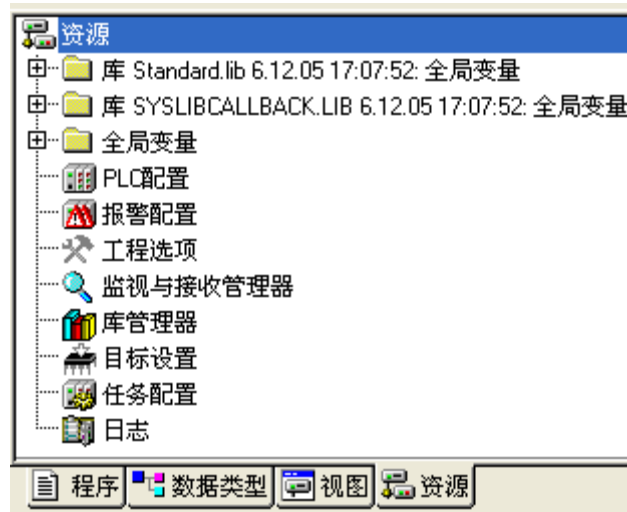 资源
库 Standard.lib 6.12.05 17:07:52: 全局变量
库 SYSLIBCALLBACK.LIB 6.12.05 17:07:52: 全局变量
全局变量
PLC配置
报警配置
工程选项
监视与接收管理器
库管理器
目标设置
任务配置
日志
程序 数据类型 视图 资源